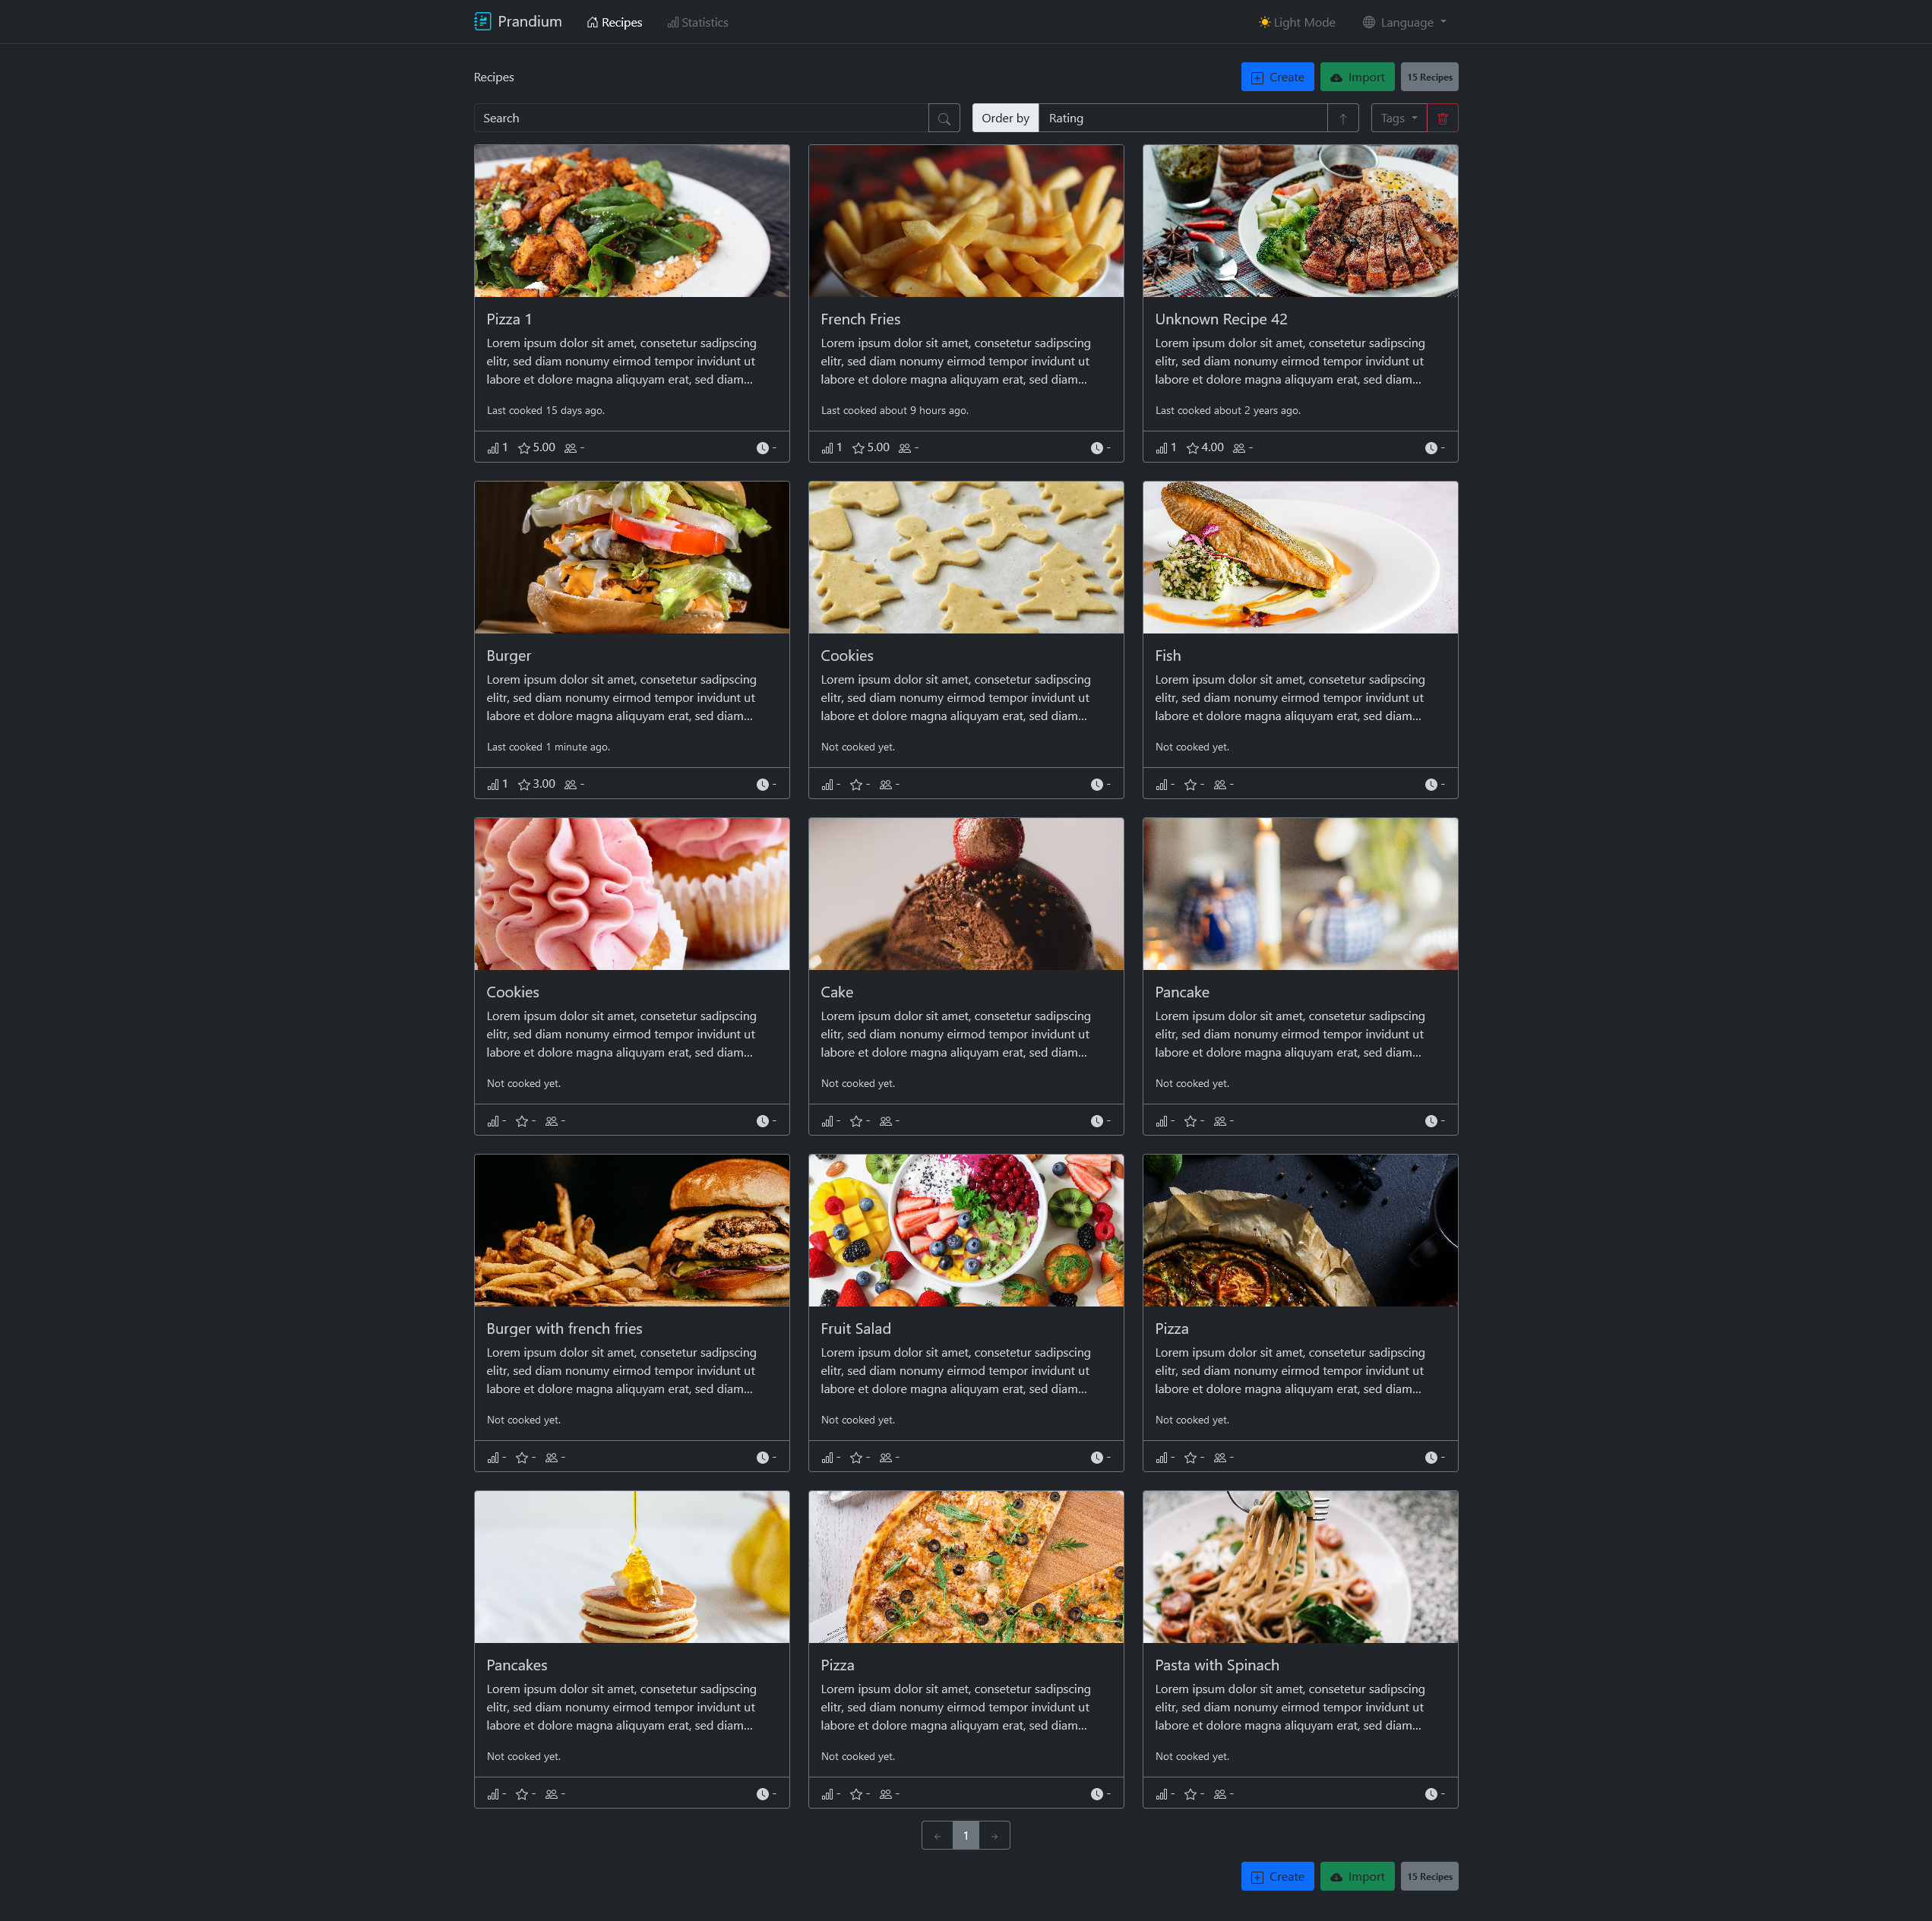 Prandium Recipes Statistics Light Mode Language
Recipes Create Import 15 Recipes
Search Order by Rating Tags
Pizza 1
Lorem ipsum dolor sit amet, consetetur sadipscing
elitr, sed diam nonumy eirmod tempor invidunt ut
labore et dolore magna aliquyam erat, sed diam...
Last cooked 15 days ago.
1 5.00 - -
French Fries
Lorem ipsum dolor sit amet, consetetur sadipscing
elitr, sed diam nonumy eirmod tempor invidunt ut
labore et dolore magna aliquyam erat, sed diam...
Last cooked about 9 hours ago.
1 5.00 - -
Unknown Recipe 42
Lorem ipsum dolor sit amet, consetetur sadipscing
elitr, sed diam nonumy eirmod tempor invidunt ut
labore et dolore magna aliquyam erat, sed diam...
Last cooked about 2 years ago.
1 4.00 - -
Burger
Lorem ipsum dolor sit amet, consetetur sadipscing
elitr, sed diam nonumy eirmod tempor invidunt ut
labore et dolore magna aliquyam erat, sed diam...
Last cooked 1 minute ago.
1 3.00 - -
Cookies
Lorem ipsum dolor sit amet, consetetur sadipscing
elitr, sed diam nonumy eirmod tempor invidunt ut
labore et dolore magna aliquyam erat, sed diam...
Not cooked yet.
- - - -
Fish
Lorem ipsum dolor sit amet, consetetur sadipscing
elitr, sed diam nonumy eirmod tempor invidunt ut
labore et dolore magna aliquyam erat, sed diam...
Not cooked yet.
- - - -
Cookies
Lorem ipsum dolor sit amet, consetetur sadipscing
elitr, sed diam nonumy eirmod tempor invidunt ut
labore et dolore magna aliquyam erat, sed diam...
Not cooked yet.
- - - -
Cake
Lorem ipsum dolor sit amet, consetetur sadipscing
elitr, sed diam nonumy eirmod tempor invidunt ut
labore et dolore magna aliquyam erat, sed diam...
Not cooked yet.
- - - -
Pancake
Lorem ipsum dolor sit amet, consetetur sadipscing
elitr, sed diam nonumy eirmod tempor invidunt ut
labore et dolore magna aliquyam erat, sed diam...
Not cooked yet.
- - - -
Burger with french fries
Lorem ipsum dolor sit amet, consetetur sadipscing
elitr, sed diam nonumy eirmod tempor invidunt ut
labore et dolore magna aliquyam erat, sed diam...
Not cooked yet.
- - - -
Fruit Salad
Lorem ipsum dolor sit amet, consetetur sadipscing
elitr, sed diam nonumy eirmod tempor invidunt ut
labore et dolore magna aliquyam erat, sed diam...
Not cooked yet.
- - - -
Pizza
Lorem ipsum dolor sit amet, consetetur sadipscing
elitr, sed diam nonumy eirmod tempor invidunt ut
labore et dolore magna aliquyam erat, sed diam...
Not cooked yet.
- - - -
Pancakes
Lorem ipsum dolor sit amet, consetetur sadipscing
elitr, sed diam nonumy eirmod tempor invidunt ut
labore et dolore magna aliquyam erat, sed diam...
Not cooked yet.
- - - -
Pizza
Lorem ipsum dolor sit amet, consetetur sadipscing
elitr, sed diam nonumy eirmod tempor invidunt ut
labore et dolore magna aliquyam erat, sed diam...
Not cooked yet.
- - - -
Pasta with Spinach
Lorem ipsum dolor sit amet, consetetur sadipscing
elitr, sed diam nonumy eirmod tempor invidunt ut
labore et dolore magna aliquyam erat, sed diam...
Not cooked yet.
- - - -
← 1 →
Create Import 15 Recipes